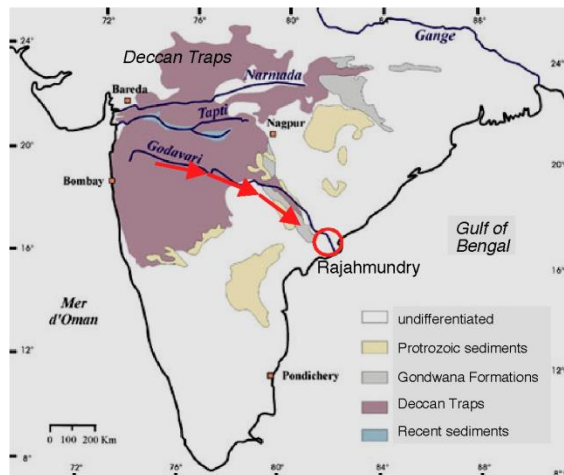 72°
76°
80°
84°
88°
24°
24°
Deccan Traps
Gange
Bareda
Narmada
Tapti
Nagpur
20°
20°
Godavari
Bombay
Gulf of
Bengal
16°
16°
Rajahmundry
Mer
d'Oman
undifferentiated
Protrozoic sediments
Gondwana Formations
12°
12°
Pondichery
Deccan Traps
Recent sediments
0 100 200 Km
8°
72°
76°
80°
84°
88°